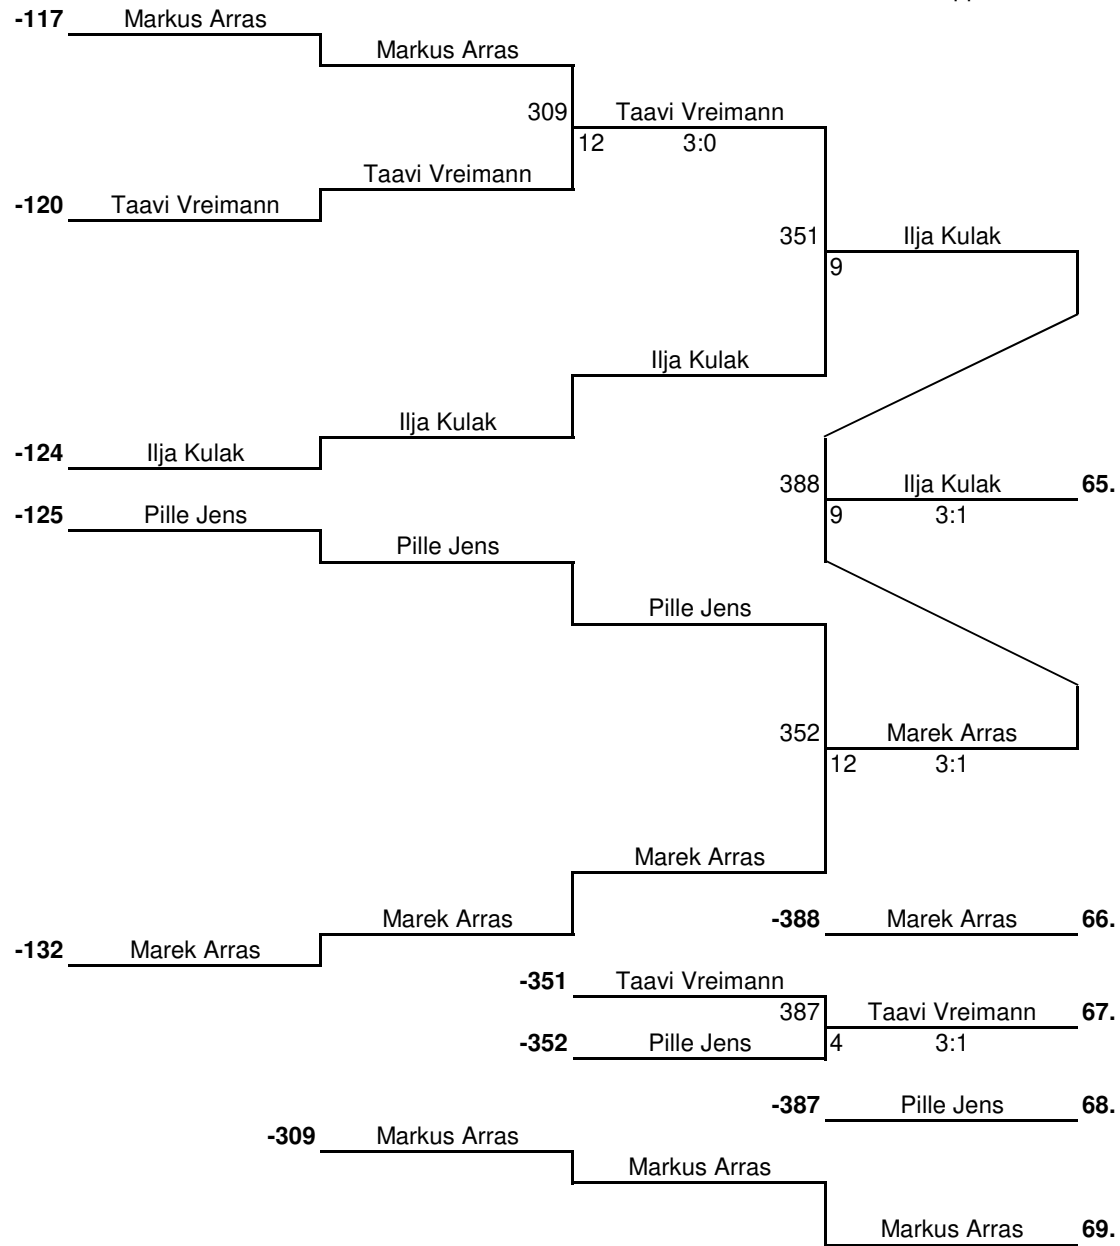 -117 Markus Arras
Markus Arras
309 Taavi Vreimann
12 3:0
Taavi Vreimann
-120 Taavi Vreimann
351 Ilja Kulak
9
Ilja Kulak
Ilja Kulak
-124 Ilja Kulak
388 Ilja Kulak 65.
9 3:1
-125 Pille Jens
Pille Jens
Pille Jens
352 Marek Arras
12 3:1
Marek Arras
Marek Arras
-388 Marek Arras 66.
-132 Marek Arras
-351 Taavi Vreimann
387 Taavi Vreimann 67.
-352 Pille Jens 4 3:1
-387 Pille Jens 68.
-309 Markus Arras
Markus Arras
Markus Arras 69.